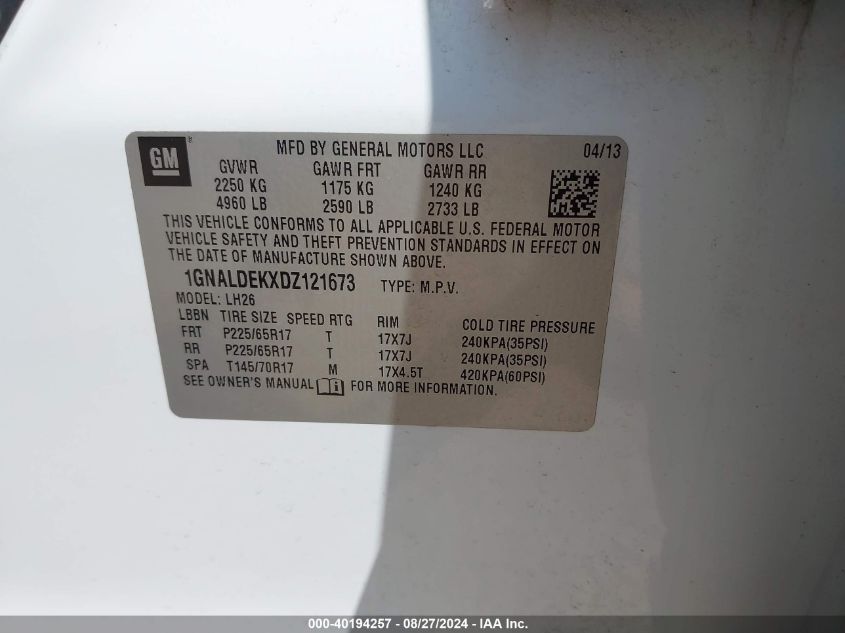 GM
MFD BY GENERAL MOTORS LLC 04/13
GVWR GAWR FRT GAWR RR
2250 KG 1175 KG 1240 KG
4960 LB 2590 LB 2733 LB
THIS VEHICLE CONFORMS TO ALL APPLICABLE U.S. FEDERAL MOTOR
VEHICLE SAFETY AND THEFT PREVENTION STANDARDS IN EFFECT ON
THE DATE OF MANUFACTURE SHOWN ABOVE.
1GNALDEKXDZ121673 TYPE: M.P.V.
MODEL: LH26
LBBN TIRE SIZE SPEED RTG RIM COLD TIRE PRESSURE
FRT P225/65R17 T 17X7J 240KPA(35PSI)
RR P225/65R17 T 17X7J 240KPA(35PSI)
SPA T145/70R17 M 17X4.5T 420KPA(60PSI)
SEE OWNER'S MANUAL FOR MORE INFORMATION.
000-40194257 - 08/27/2024 - IAA Inc.